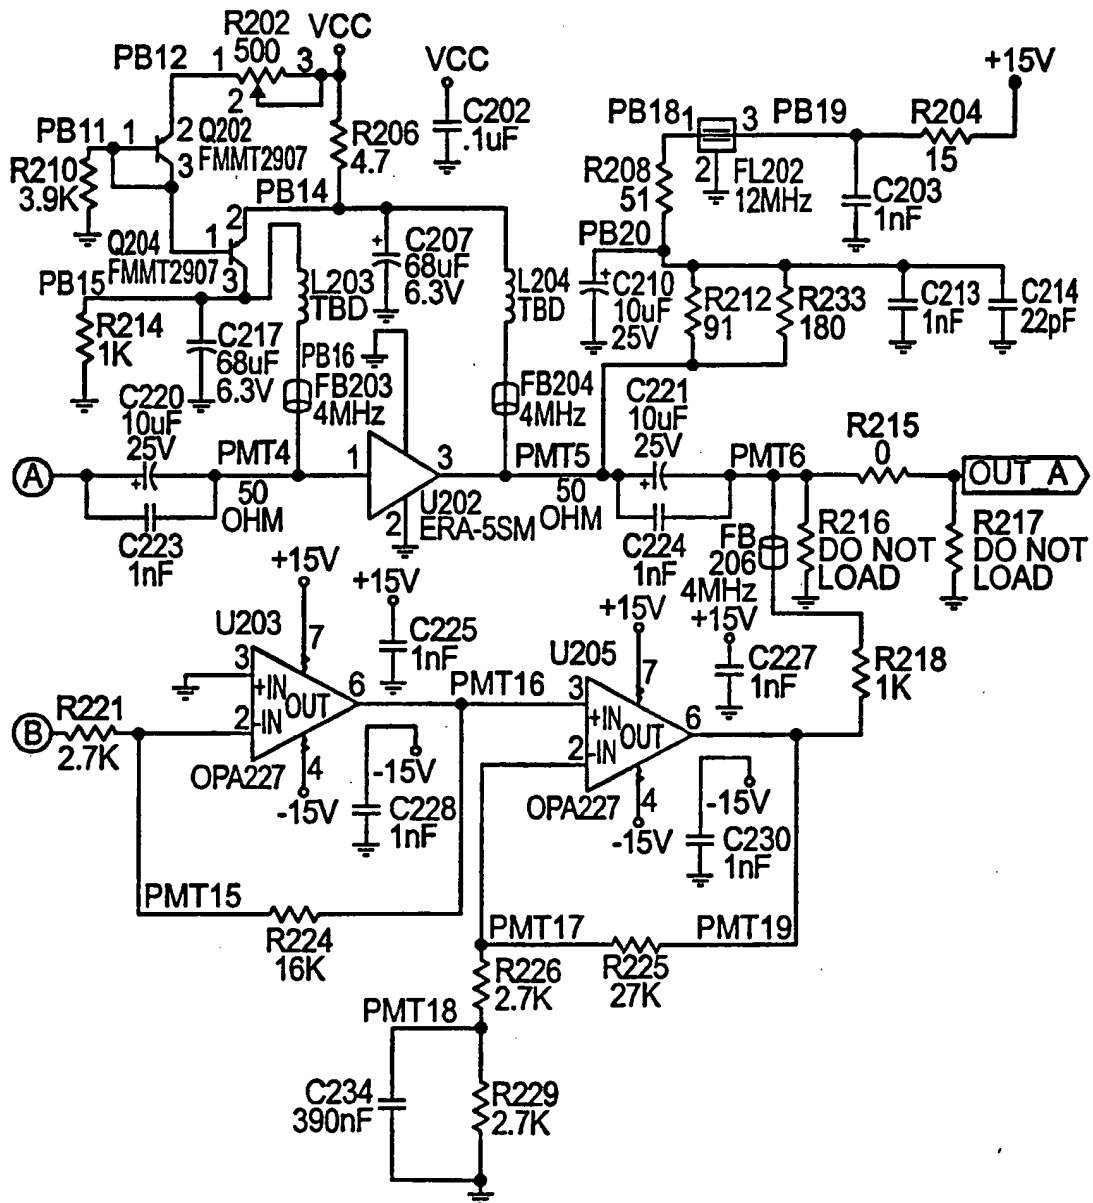 R202
500
VCC
PB12
1
3
2
VCC
C202
.1uF
+15V
PB18
1
3
PB19
R204
15
2
FL202
12MHz
PB11
1
2
Q202
FMMT2907
3
R210
3.9K
R206
4.7
R208
51
C203
1nF
PB14
2
Q204
FMMT2907
1
3
PB20
PB15
L203
TBD
C207
68uF
6.3V
L204
TBD
C210
10uF
25V
R212
91
R233
180
C213
1nF
C214
22pF
R214
1K
C217
68uF
6.3V
PB16
FB203
4MHz
FB204
4MHz
C220
10uF
25V
C221
10uF
25V
R215
0
A
PMT4
50
OHM
1
3
2
U202
ERA-5SM
PMT5
50
OHM
PMT6
OUT_A
C223
1nF
C224
1nF
FB
206
4MHz
R216
DO NOT
LOAD
R217
DO NOT
LOAD
+15V
+15V
+15V
+15V
U203
7
C225
1nF
U205
7
C227
1nF
R218
1K
3
+IN
OUT
6
PMT16
3
+IN
OUT
6
B
R221
2.7K
2
-IN
2
-IN
OPA227
4
-15V
-15V
C228
1nF
OPA227
4
-15V
-15V
C230
1nF
PMT15
R224
16K
PMT17
PMT19
R225
27K
R226
2.7K
PMT18
C234
390nF
R229
2.7K